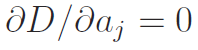 ∂D/∂a_j = 0